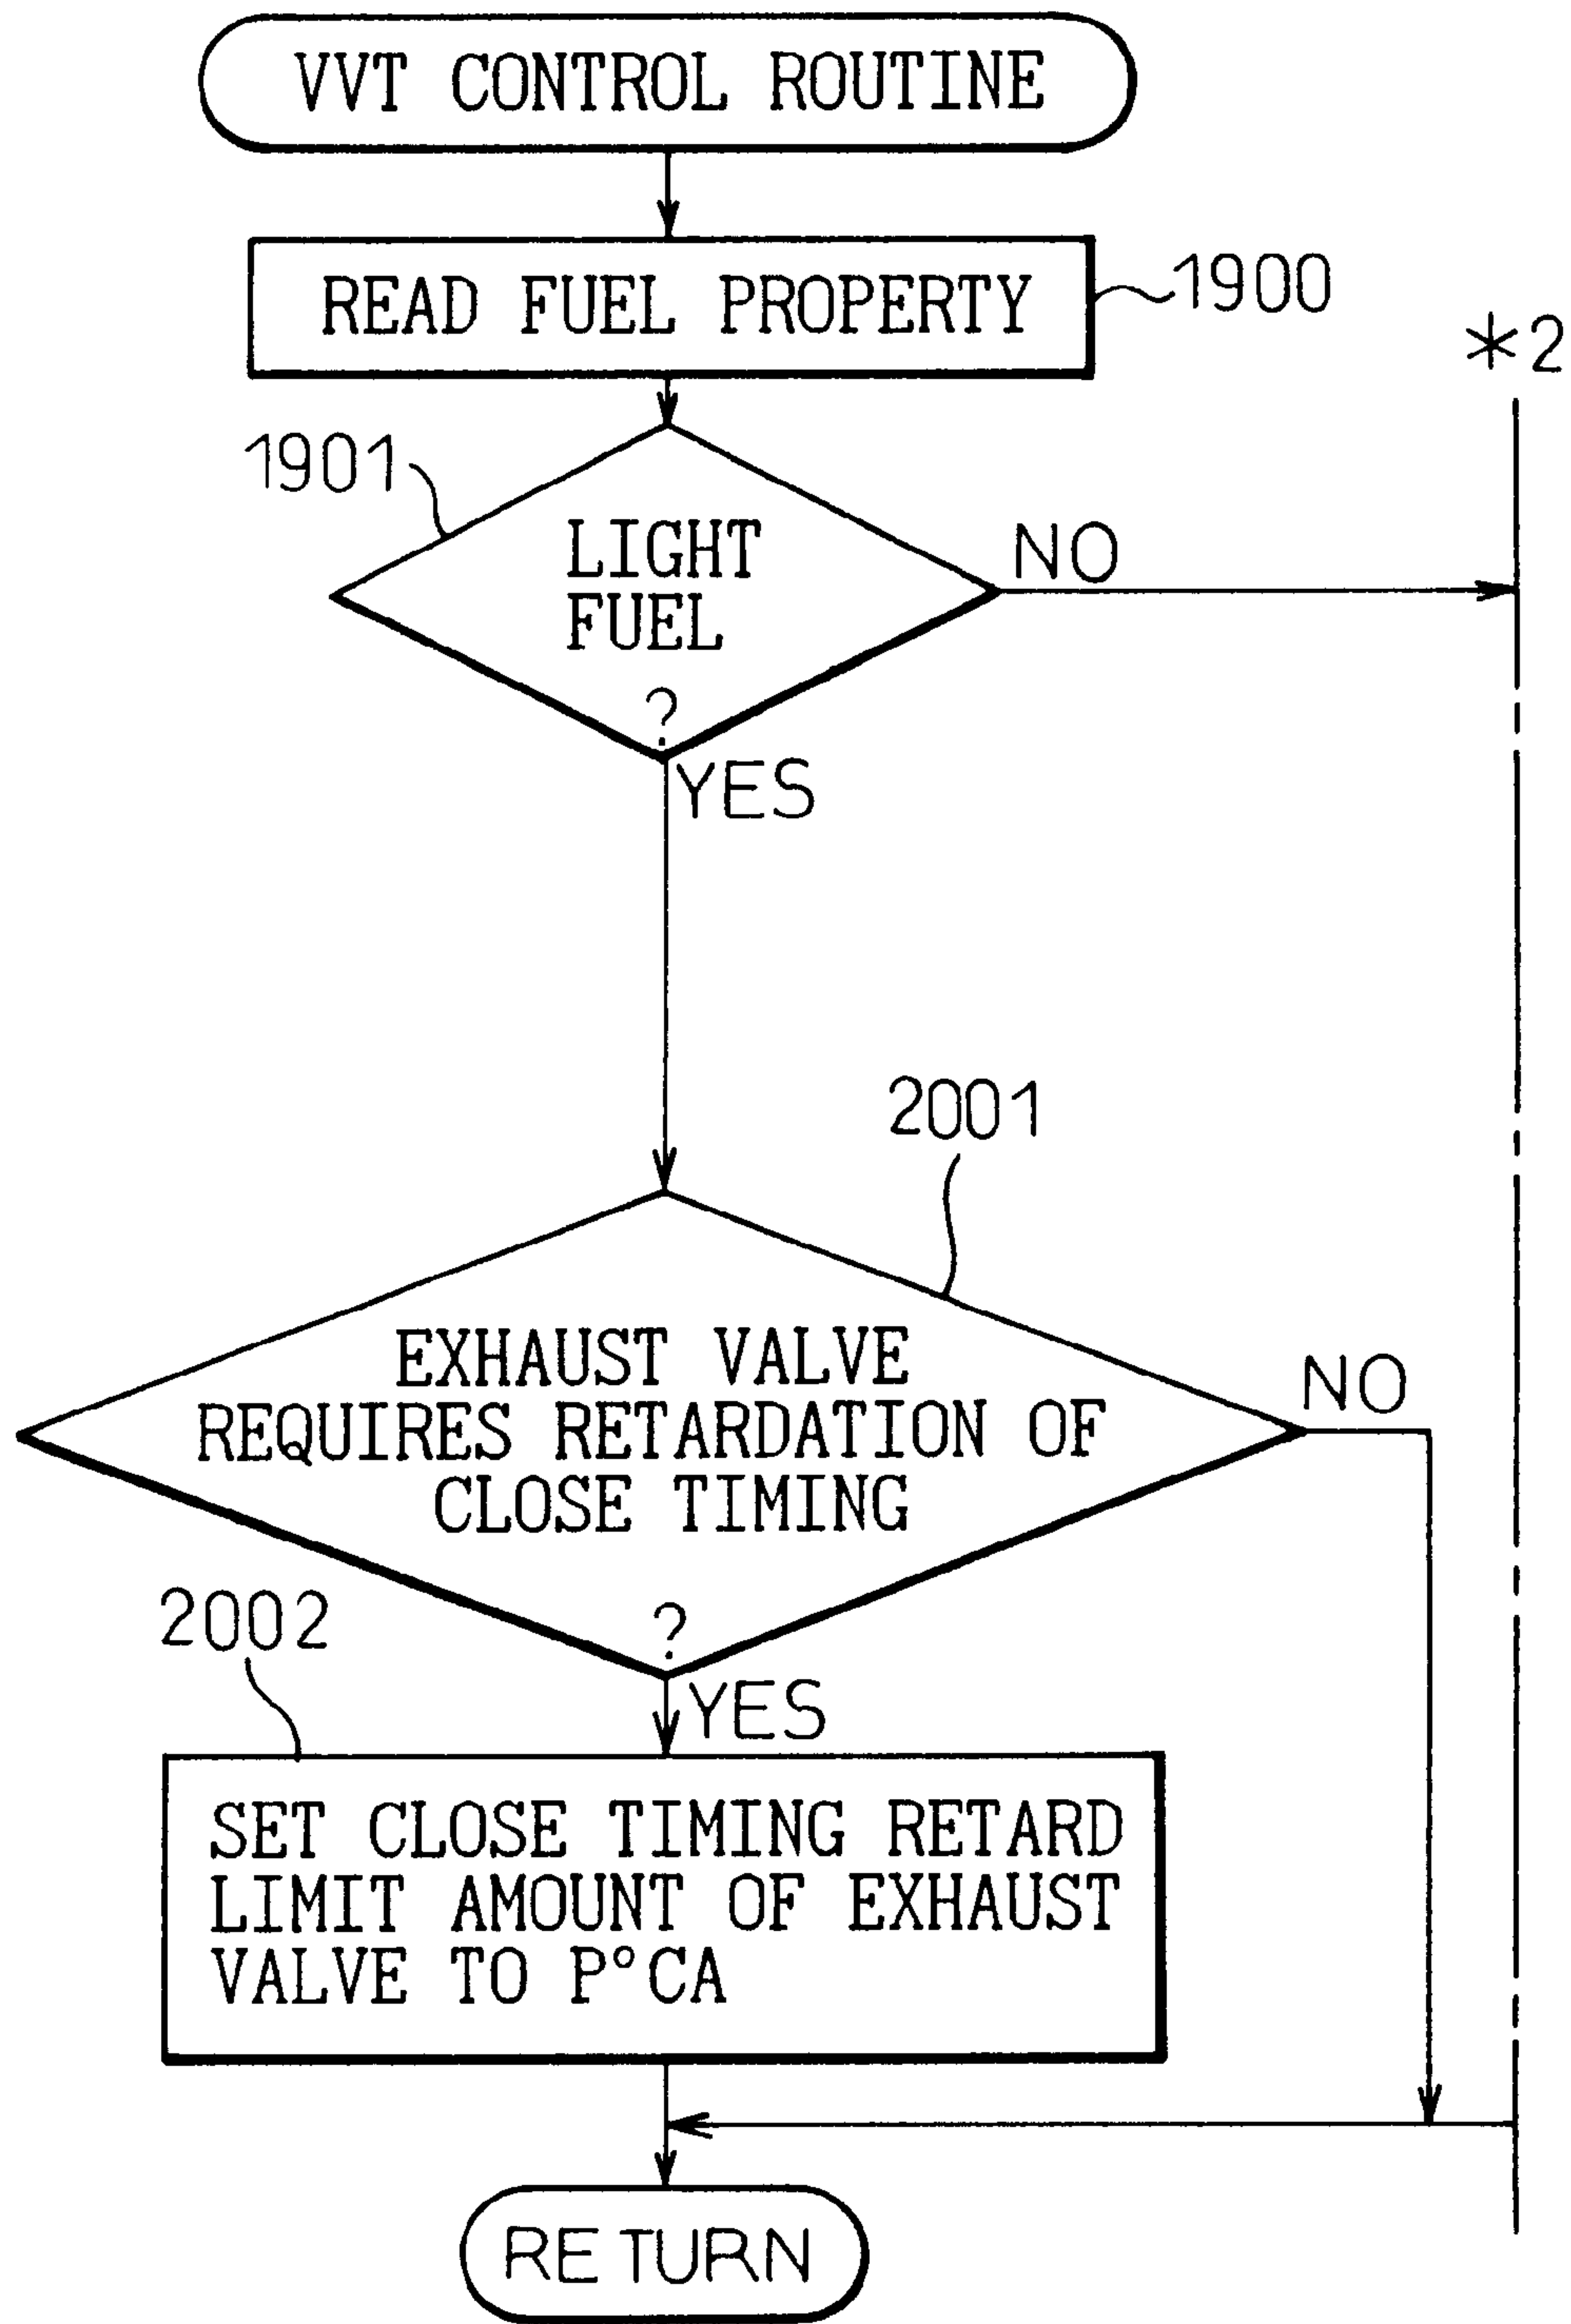 VVT CONTROL ROUTINE
READ FUEL PROPERTY
1900
*2
1901
LIGHT
FUEL
?
NO
YES
2001
EXHAUST VALVE
REQUIRES RETARDATION OF
CLOSE TIMING
?
NO
YES
2002
SET CLOSE TIMING RETARD
LIMIT AMOUNT OF EXHAUST
VALVE TO P°CA
RETURN